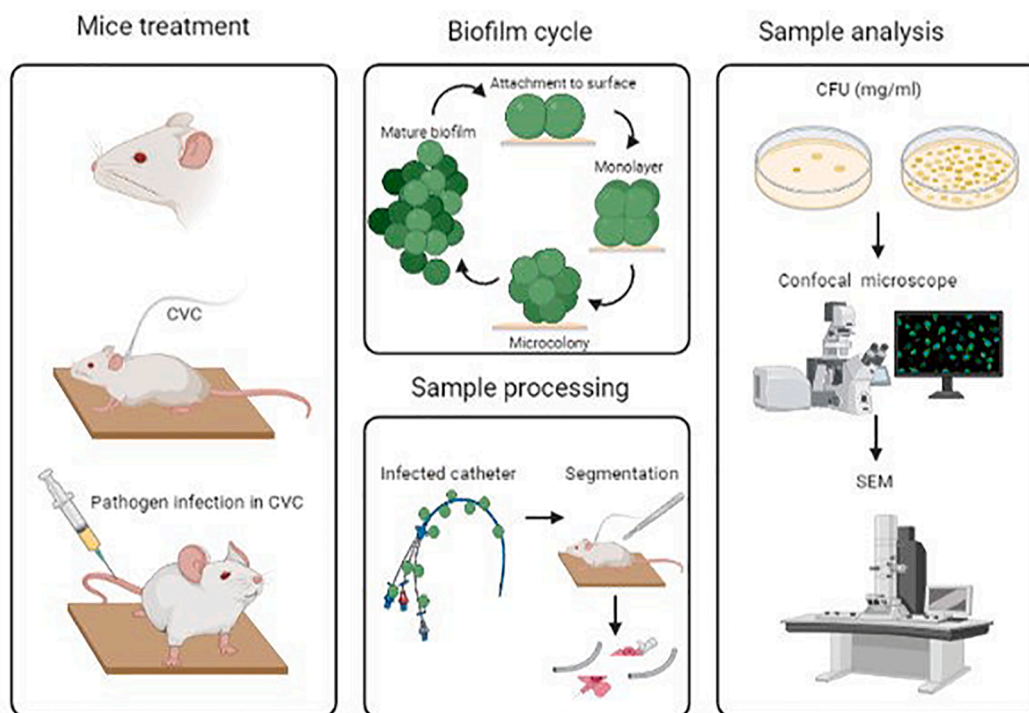 Mice treatment
CVC
Pathogen infection in CVC
Biofilm cycle
Attachment to surface
Mature biofilm
Monolayer
Microcolony
Sample processing
Infected catheter
Segmentation
Sample analysis
CFU (mg/ml)
Confocal microscope
SEM